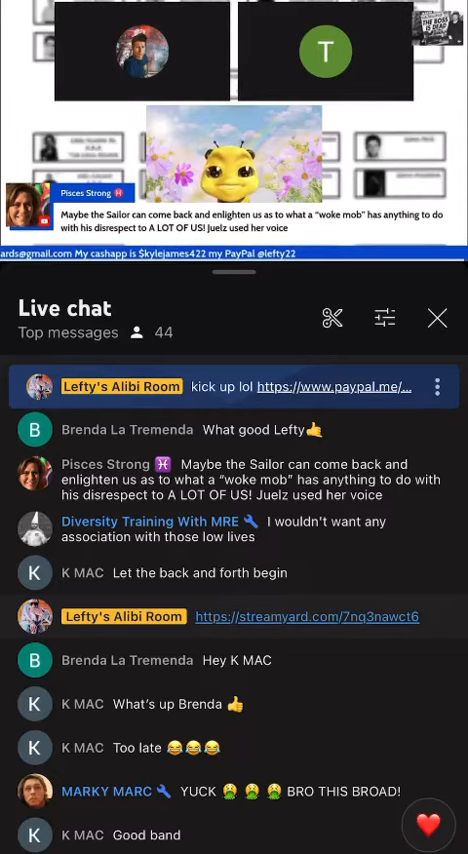 THE BOSS
IS DEAD
T
Pisces Strong ♓
Maybe the Sailor can come back and enlighten us as to what a “woke mob” has anything to do
with his disrespect to A LOT OF US! Juelz used her voice
ards@gmail.com My cashapp is $kylejames422 my PayPal @lefty22
Live chat
Top messages 44
Lefty's Alibi Room kick up lol https://www.paypal.me/...
B Brenda La Tremenda What good Lefty🤙
Pisces Strong ♓ Maybe the Sailor can come back and
enlighten us as to what a “woke mob” has anything to do with
his disrespect to A LOT OF US! Juelz used her voice
Diversity Training With MRE 🔧 I wouldn't want any
association with those low lives
K K MAC Let the back and forth begin
Lefty's Alibi Room https://streamyard.com/7nq3nawct6
B Brenda La Tremenda Hey K MAC
K K MAC What's up Brenda 👍
K K MAC Too late 😂😂😂
MARKY MARC 🔧 YUCK 🤮 🤮 🤮 BRO THIS BROAD!
K K MAC Good band